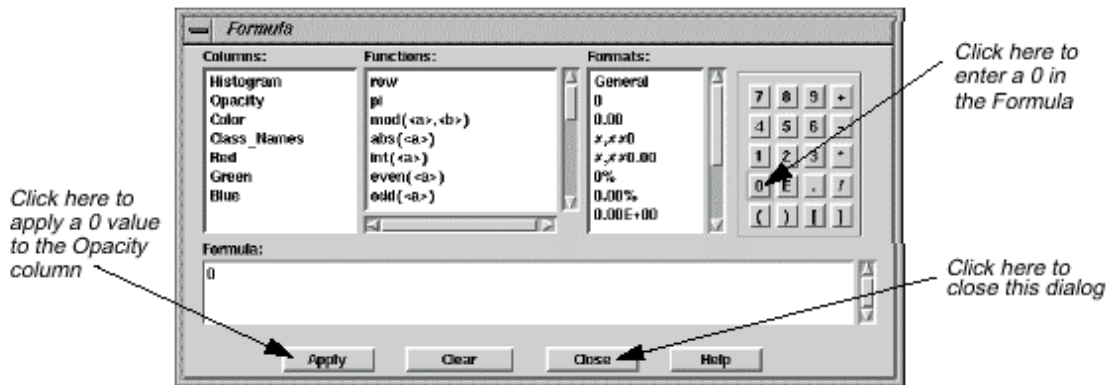 Formula
Columns:
Histogram
Opacity
Color
Class_Names
Red
Green
Blue
Functions:
row
pi
mod(<a>,<b>)
abs(<a>)
int(<a>)
even(<a>)
odd(<a>)
Formats:
General
0
0.00
#,##0
#,##0.00
0%
0.00%
0.00E+00
7 8 9 +
4 5 6 -
1 2 3 *
0 E . /
( ) [ ]
Click here to
enter a 0 in
the Formula
Click here to
apply a 0 value
to the Opacity
column
Formula:
0
Click here to
close this dialog
Apply Clear Close Help